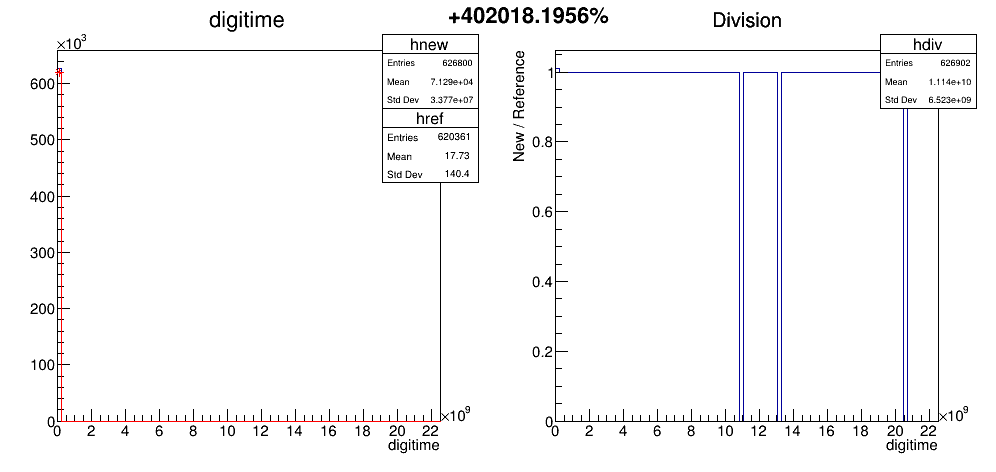 +402018.1956%
digitime
×10³
hnew
Entries 626800
Mean 7.129e+04
Std Dev 3.377e+07
href
Entries 620361
Mean 17.73
Std Dev 140.4
600
500
400
300
200
100
0
0 2 4 6 8 10 12 14 16 18 20 22
×10⁹
digitime
Division
hdiv
Entries 626902
Mean 1.114e+10
Std Dev 6.523e+09
New / Reference
1
0.8
0.6
0.4
0.2
0
0 2 4 6 8 10 12 14 16 18 20 22
×10⁹
digitime